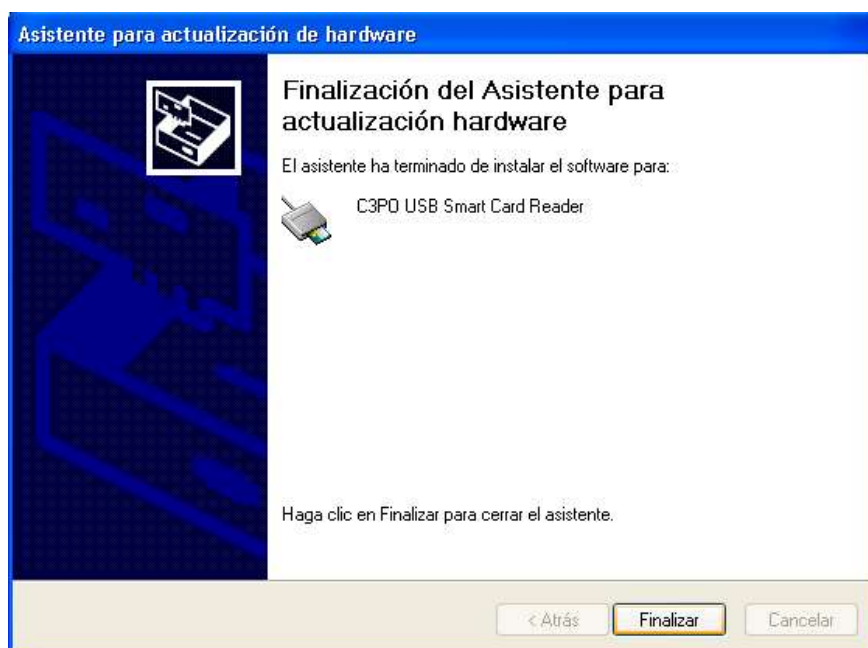 Asistente para actualización de hardware
Finalización del Asistente para
actualización hardware
El asistente ha terminado de instalar el software para:
C3PO USB Smart Card Reader
Haga clic en Finalizar para cerrar el asistente.
< Atrás
Finalizar
Cancelar